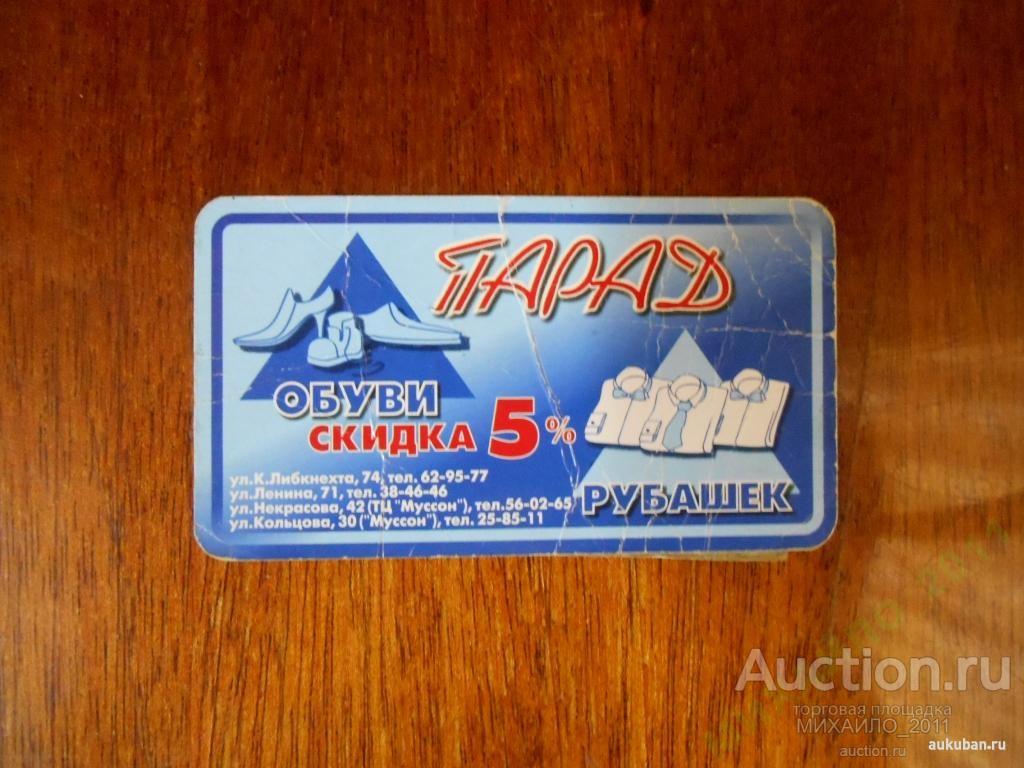 ПАРАД
ОБУВИ
СКИДКА 5%
РУБАШЕК
ул.К.Либкнехта, 74, тел. 62-95-77
ул.Ленина, 71, тел. 38-46-46
ул.Некрасова, 42 (ТЦ "Муссон"), тел.56-02-65
ул.Кольцова, 30 ("Муссон"), тел. 25-85-11
Auction.ru
торговая площадка
МИХАЙЛО_2011
auction.ru
aukuban.ru